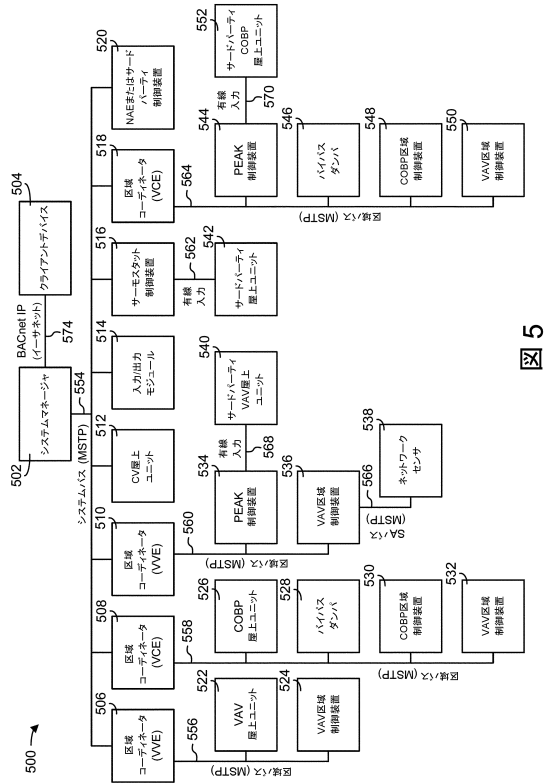 500
502
システムマネージャ
BACnet IP
(イーサネット)
574
504
クライアントデバイス
554
システムバス (MSTP)
506
区域
コーディネータ
(VVE)
508
区域
コーディネータ
(VCE)
510
区域
コーディネータ
(VVE)
512
CV屋上
ユニット
514
入力/出力
モジュール
516
サーモスタット
制御装置
518
区域
コーディネータ
(VCE)
520
NAEまたはサード
パーティ
制御装置
556
区域バス (MSTP)
522
VAV
屋上ユニット
524
VAV区域
制御装置
558
区域バス (MSTP)
526
COBP
屋上ユニット
528
バイパス
ダンパ
530
COBP区域
制御装置
532
VAV区域
制御装置
560
区域バス (MSTP)
534
PEAK
制御装置
有線
入力
568
540
サードパーティ
VAV屋上
ユニット
536
VAV区域
制御装置
566
SAバス
(MSTP)
538
ネットワーク
センサ
562
有線
入力
542
サードパーティ
屋上ユニット
564
区域バス (MSTP)
544
PEAK
制御装置
有線
入力
570
552
サードパーティ
COBP
屋上ユニット
546
バイパス
ダンパ
548
COBP区域
制御装置
550
VAV区域
制御装置
図 5